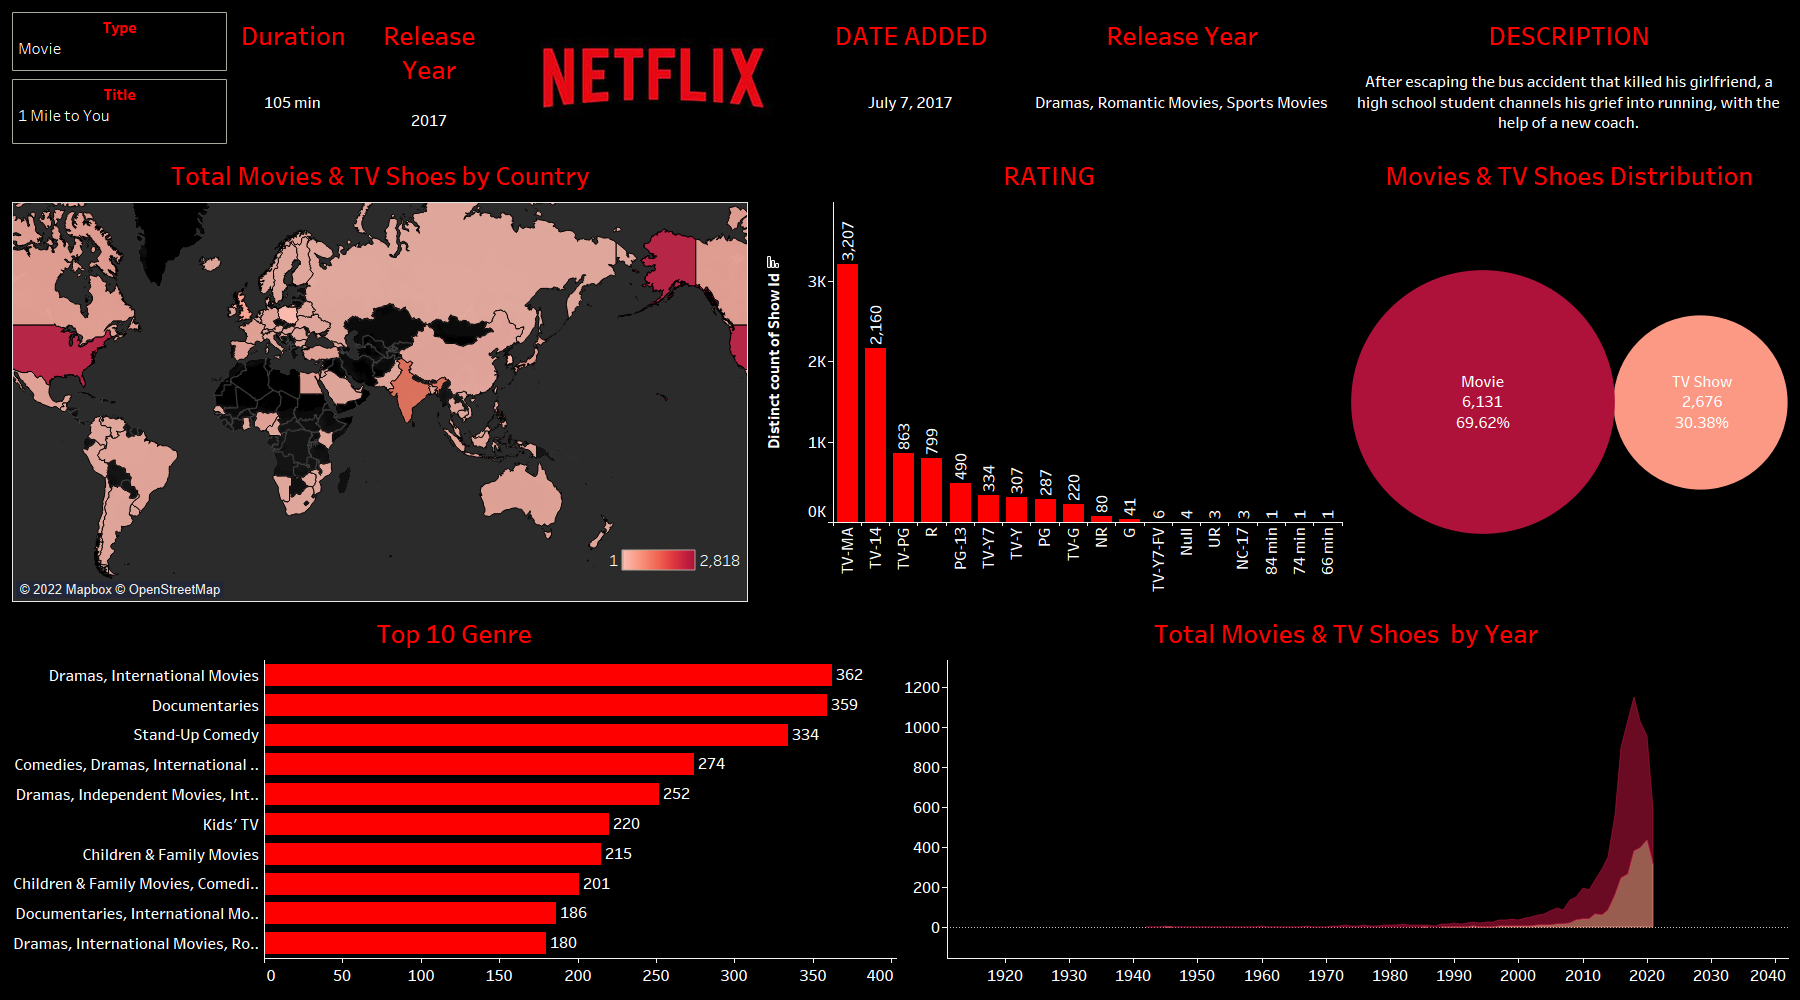 Type
Movie
Title
1 Mile to You
Duration
105 min
Release
Year
2017
NETFLIX
DATE ADDED
July 7, 2017
Release Year
Dramas, Romantic Movies, Sports Movies
DESCRIPTION
After escaping the bus accident that killed his girlfriend, a
high school student channels his grief into running, with the
help of a new coach.
Total Movies & TV Shoes by Country
1
2,818
© 2022 Mapbox © OpenStreetMap
RATING
Distinct count of Show Id
3K
2K
1K
0K
3,207
2,160
863
799
490
334
307
287
220
80
41
6
4
3
3
1
1
1
TV-MA
TV-14
TV-PG
R
PG-13
TV-Y7
TV-Y
PG
TV-G
NR
G
TV-Y7-FV
Null
UR
NC-17
84 min
74 min
66 min
Movies & TV Shoes Distribution
Movie
6,131
69.62%
TV Show
2,676
30.38%
Top 10 Genre
Dramas, International Movies 362
Documentaries 359
Stand-Up Comedy 334
Comedies, Dramas, International .. 274
Dramas, Independent Movies, Int.. 252
Kids' TV 220
Children & Family Movies 215
Children & Family Movies, Comedi.. 201
Documentaries, International Mo.. 186
Dramas, International Movies, Ro.. 180
0 50 100 150 200 250 300 350 400
Total Movies & TV Shoes by Year
1200
1000
800
600
400
200
0
1920 1930 1940 1950 1960 1970 1980 1990 2000 2010 2020 2030 2040